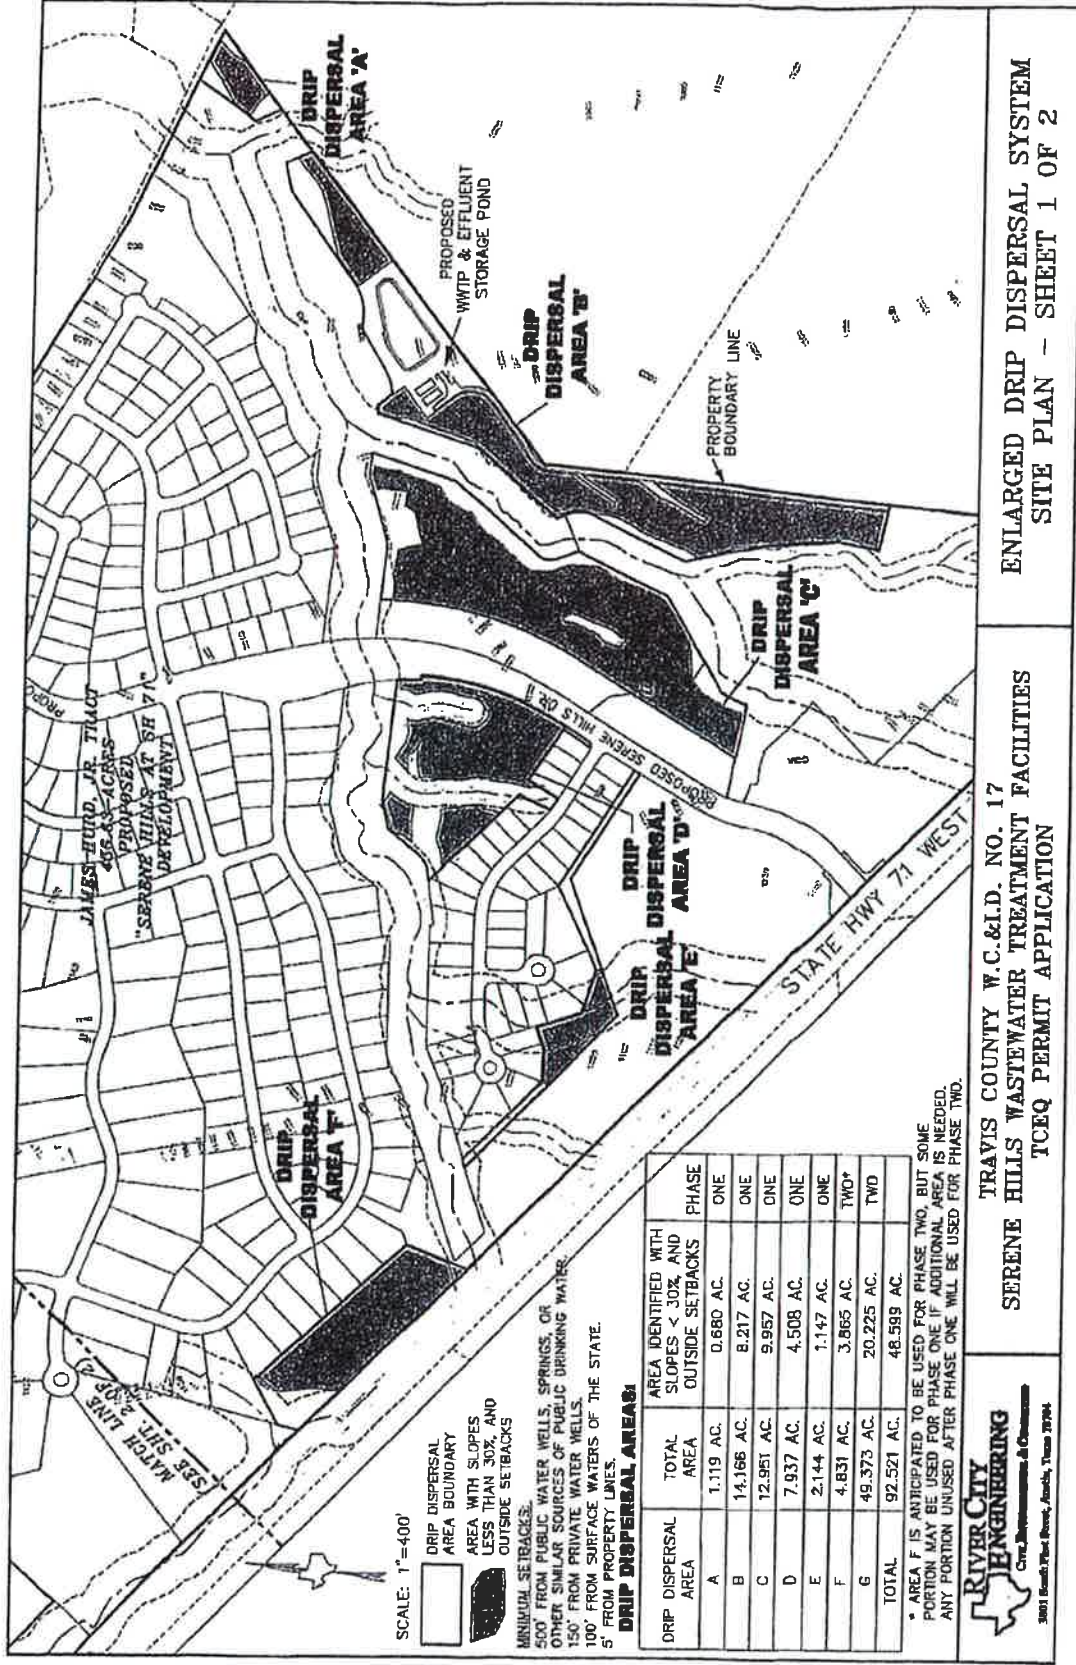 DRIP
DISPERSAL
AREA 'A'
PROPOSED
WWTP & EFFLUENT
STORAGE POND
DRIP
DISPERSAL
AREA 'B'
PROPERTY
BOUNDARY LINE
JAMES HURD, JR. TRACT
PROPOSED
"SERENE HILLS AT SH 71"
DEVELOPMENT
PROPOSED SERENE HILLS DR.
DRIP
DISPERSAL
AREA 'C'
DRIP
DISPERSAL
AREA 'D'
DRIP
DISPERSAL
AREA 'E'
STATE HWY 71 WEST
DRIP
DISPERSAL
AREA 'F'
MATCH LINE
SEE SHT. 2 OF 2
SCALE: 1"=400'
DRIP DISPERSAL
AREA BOUNDARY
AREA WITH SLOPES
LESS THAN 30%, AND
OUTSIDE SETBACKS
MINIMUM SETBACKS:
500' FROM PUBLIC WATER WELLS, SPRINGS, OR
OTHER SIMILAR SOURCES OF PUBLIC DRINKING WATER.
150' FROM PRIVATE WATER WELLS.
100' FROM SURFACE WATERS OF THE STATE.
5' FROM PROPERTY LINES.
DRIP DISPERSAL AREAS:
DRIP DISPERSAL AREA | TOTAL AREA | AREA IDENTIFIED WITH SLOPES < 30%, AND OUTSIDE SETBACKS | PHASE
A 1.119 AC. 0.680 AC. ONE
B 14.166 AC. 8.217 AC. ONE
C 12.951 AC. 9.957 AC. ONE
D 7.937 AC. 4.508 AC. ONE
E 2.144 AC. 1.147 AC. ONE
F 4.831 AC. 3.865 AC. TWO*
G 49.373 AC. 20.225 AC. TWO
TOTAL 92.521 AC. 48.599 AC.
* AREA F IS ANTICIPATED TO BE USED FOR PHASE TWO, BUT SOME
PORTION MAY BE USED FOR PHASE ONE IF ADDITIONAL AREA IS NEEDED.
ANY PORTION UNUSED AFTER PHASE ONE WILL BE USED FOR PHASE TWO.
RIVER CITY
ENGINEERING
3801 South First Street, Austin, Texas 78704
TRAVIS COUNTY W.C.&I.D. NO. 17
SERENE HILLS WASTEWATER TREATMENT FACILITIES
TCEQ PERMIT APPLICATION
ENLARGED DRIP DISPERSAL SYSTEM
SITE PLAN - SHEET 1 OF 2